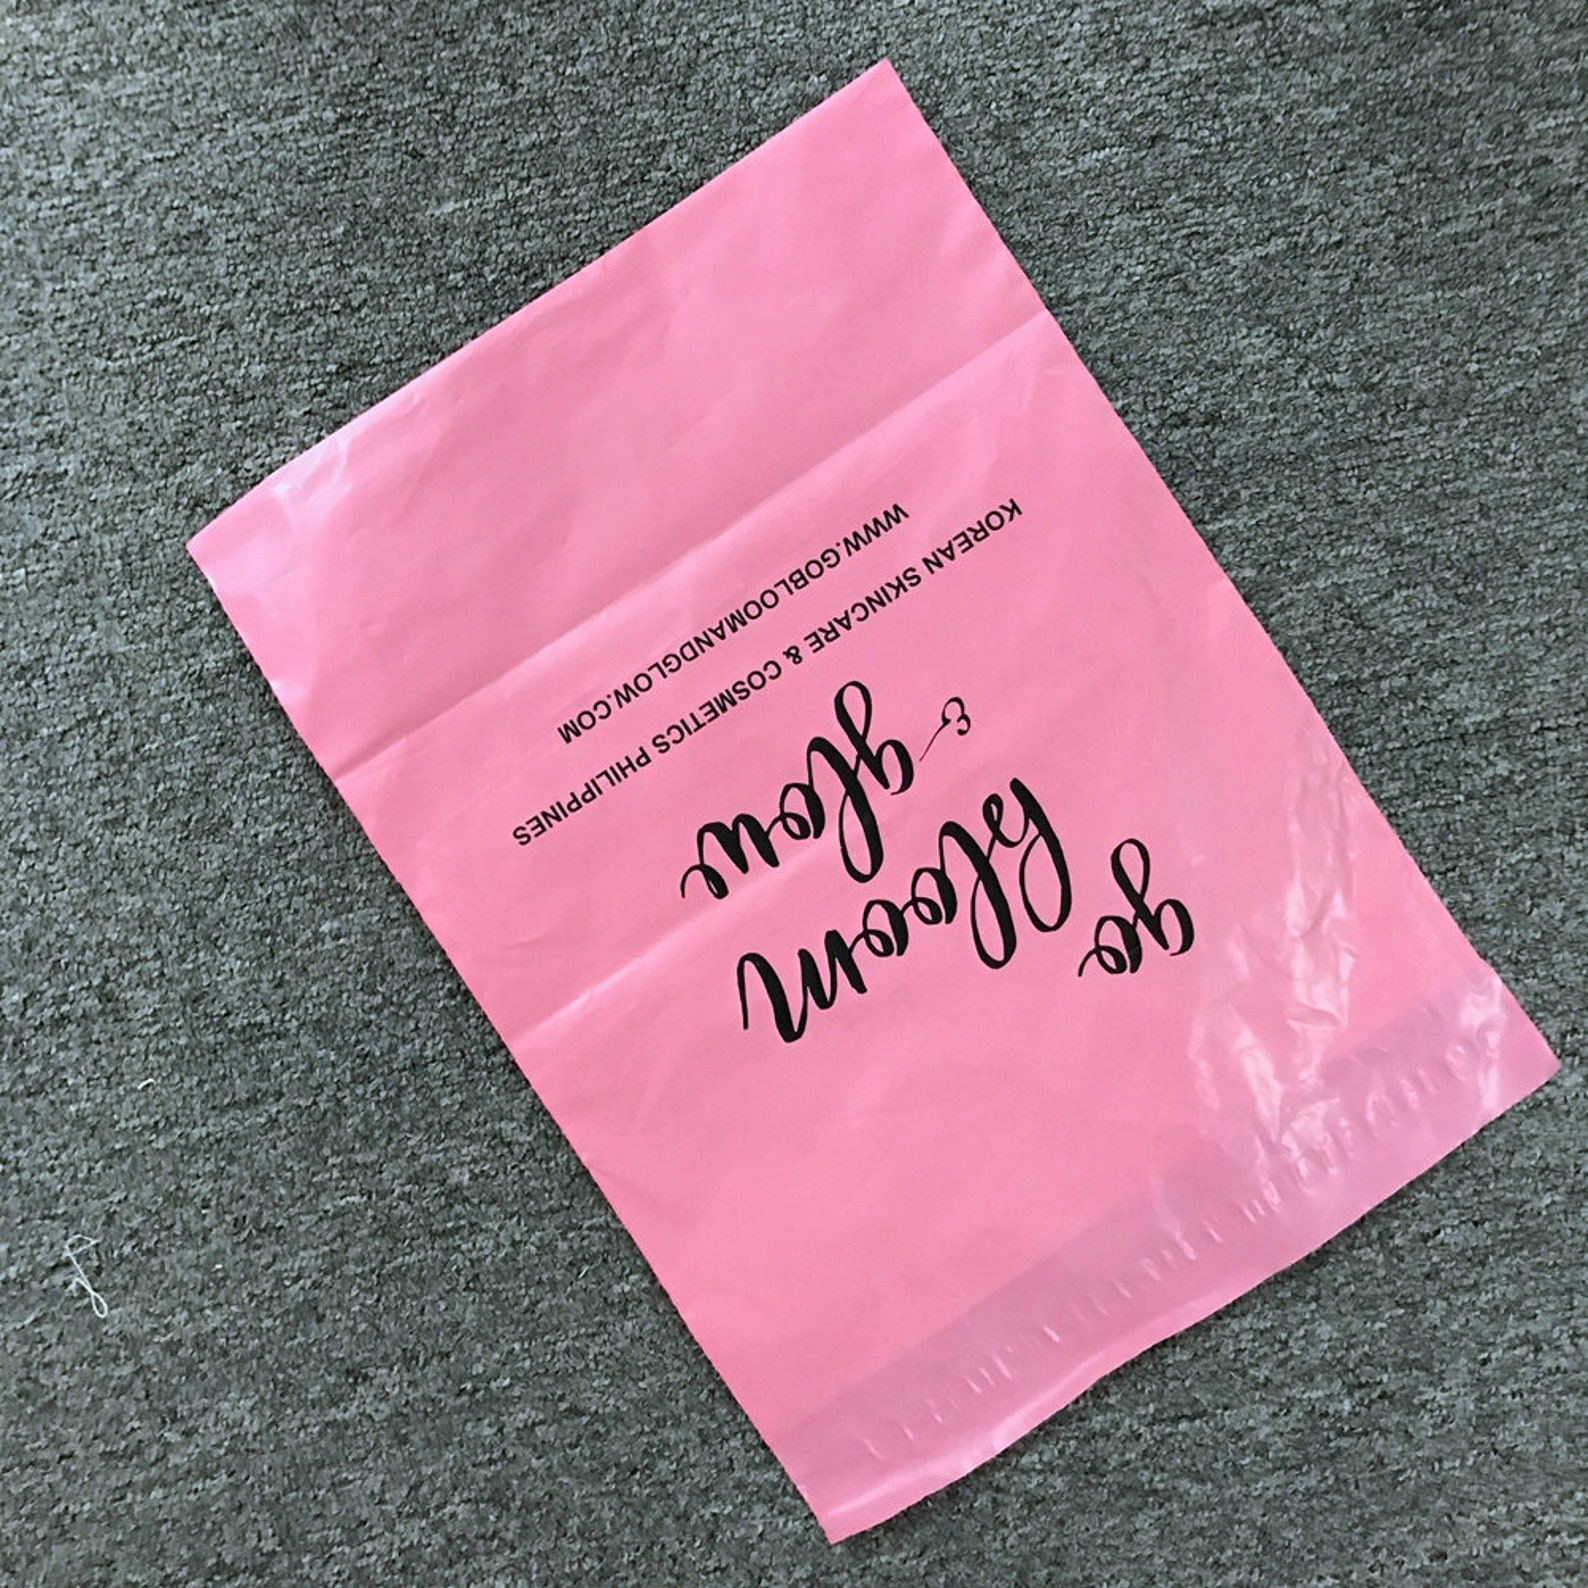 go
bloom
& glow
KOREAN SKINCARE & COSMETICS PHILIPPINES
WWW.GOBLOOMANDGLOW.COM